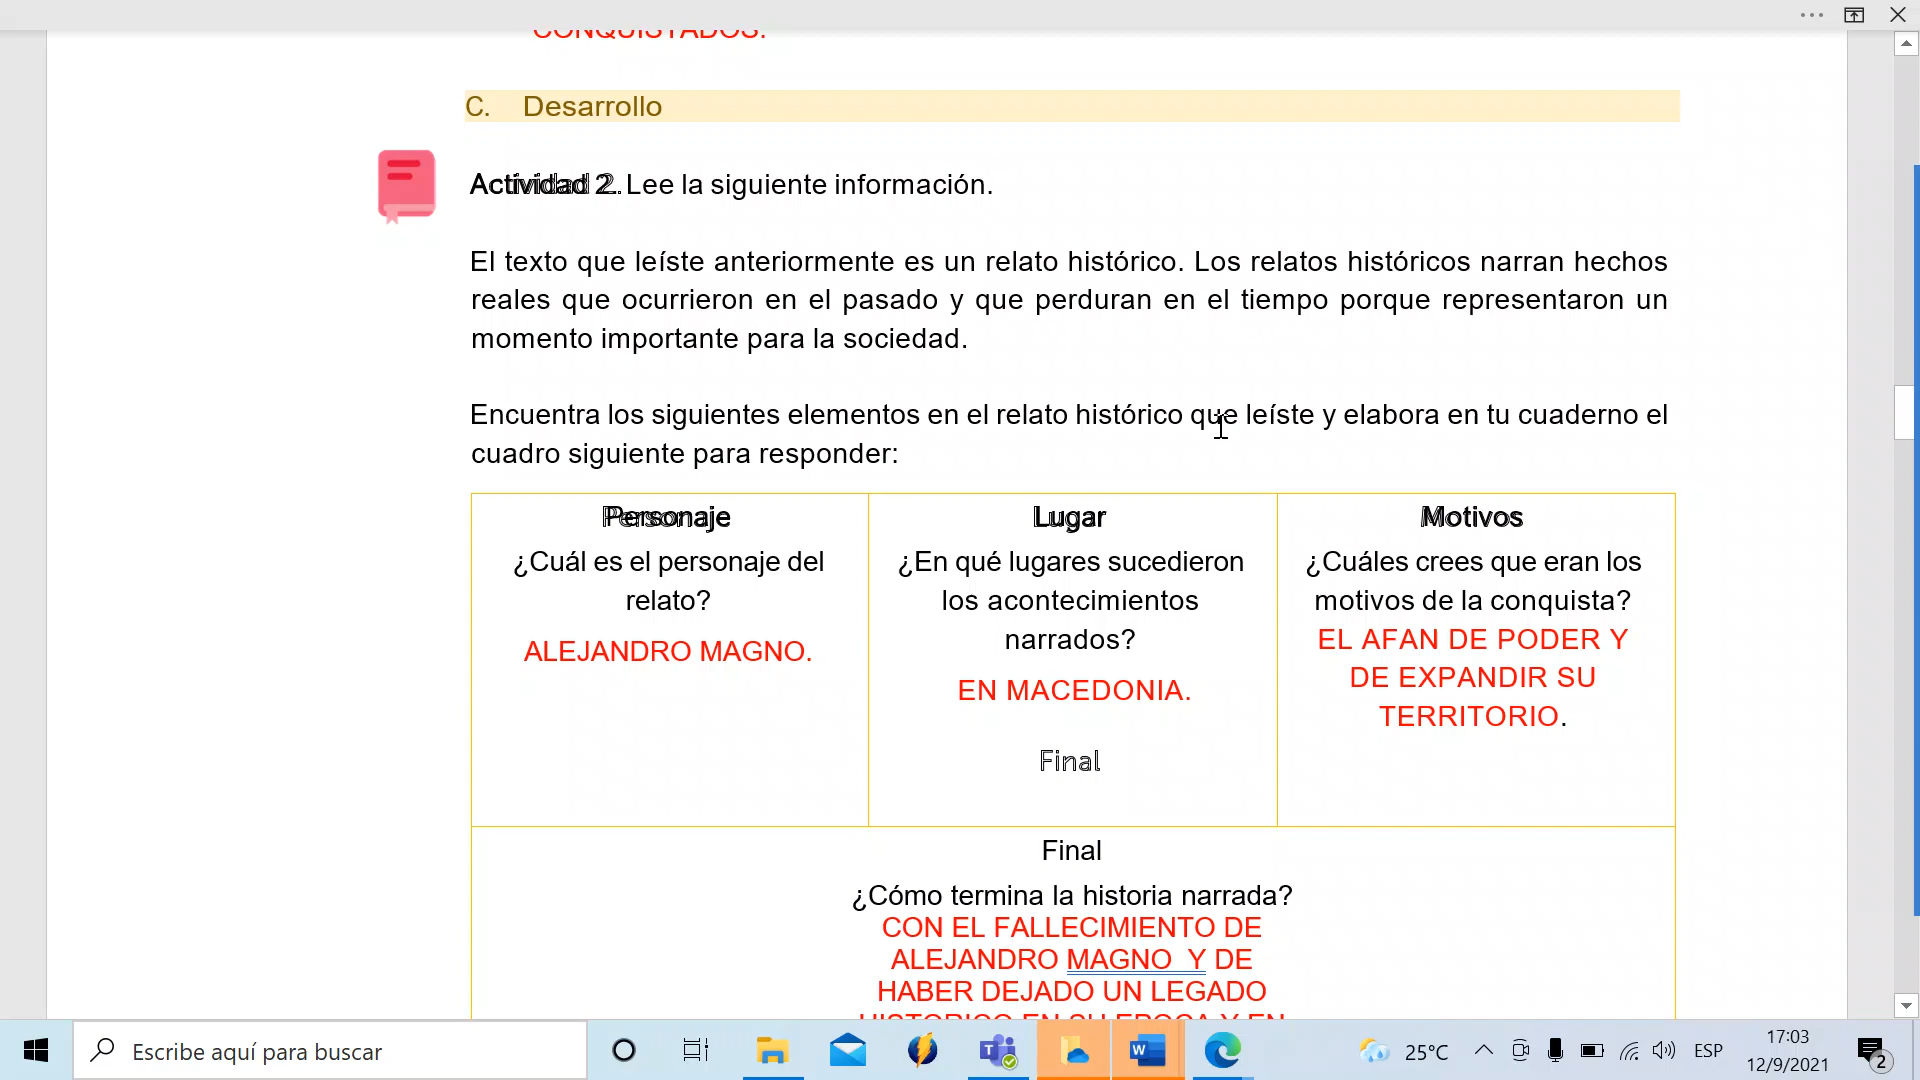 CONQUISTADOS.
C. Desarrollo
Actividad 2. Lee la siguiente información.
El texto que leíste anteriormente es un relato histórico. Los relatos históricos narran hechos
reales que ocurrieron en el pasado y que perduran en el tiempo porque representaron un
momento importante para la sociedad.
Encuentra los siguientes elementos en el relato histórico que leíste y elabora en tu cuaderno el
cuadro siguiente para responder:
Personaje
¿Cuál es el personaje del
relato?
ALEJANDRO MAGNO.
Lugar
¿En qué lugares sucedieron
los acontecimientos
narrados?
EN MACEDONIA.
Final
Motivos
¿Cuáles crees que eran los
motivos de la conquista?
EL AFAN DE PODER Y
DE EXPANDIR SU
TERRITORIO.
Final
¿Cómo termina la historia narrada?
CON EL FALLECIMIENTO DE
ALEJANDRO MAGNO  Y DE
HABER DEJADO UN LEGADO
HISTORICO EN SU EPOCA Y EN
Escribe aquí para buscar
25°C
ESP
17:03
12/9/2021
2